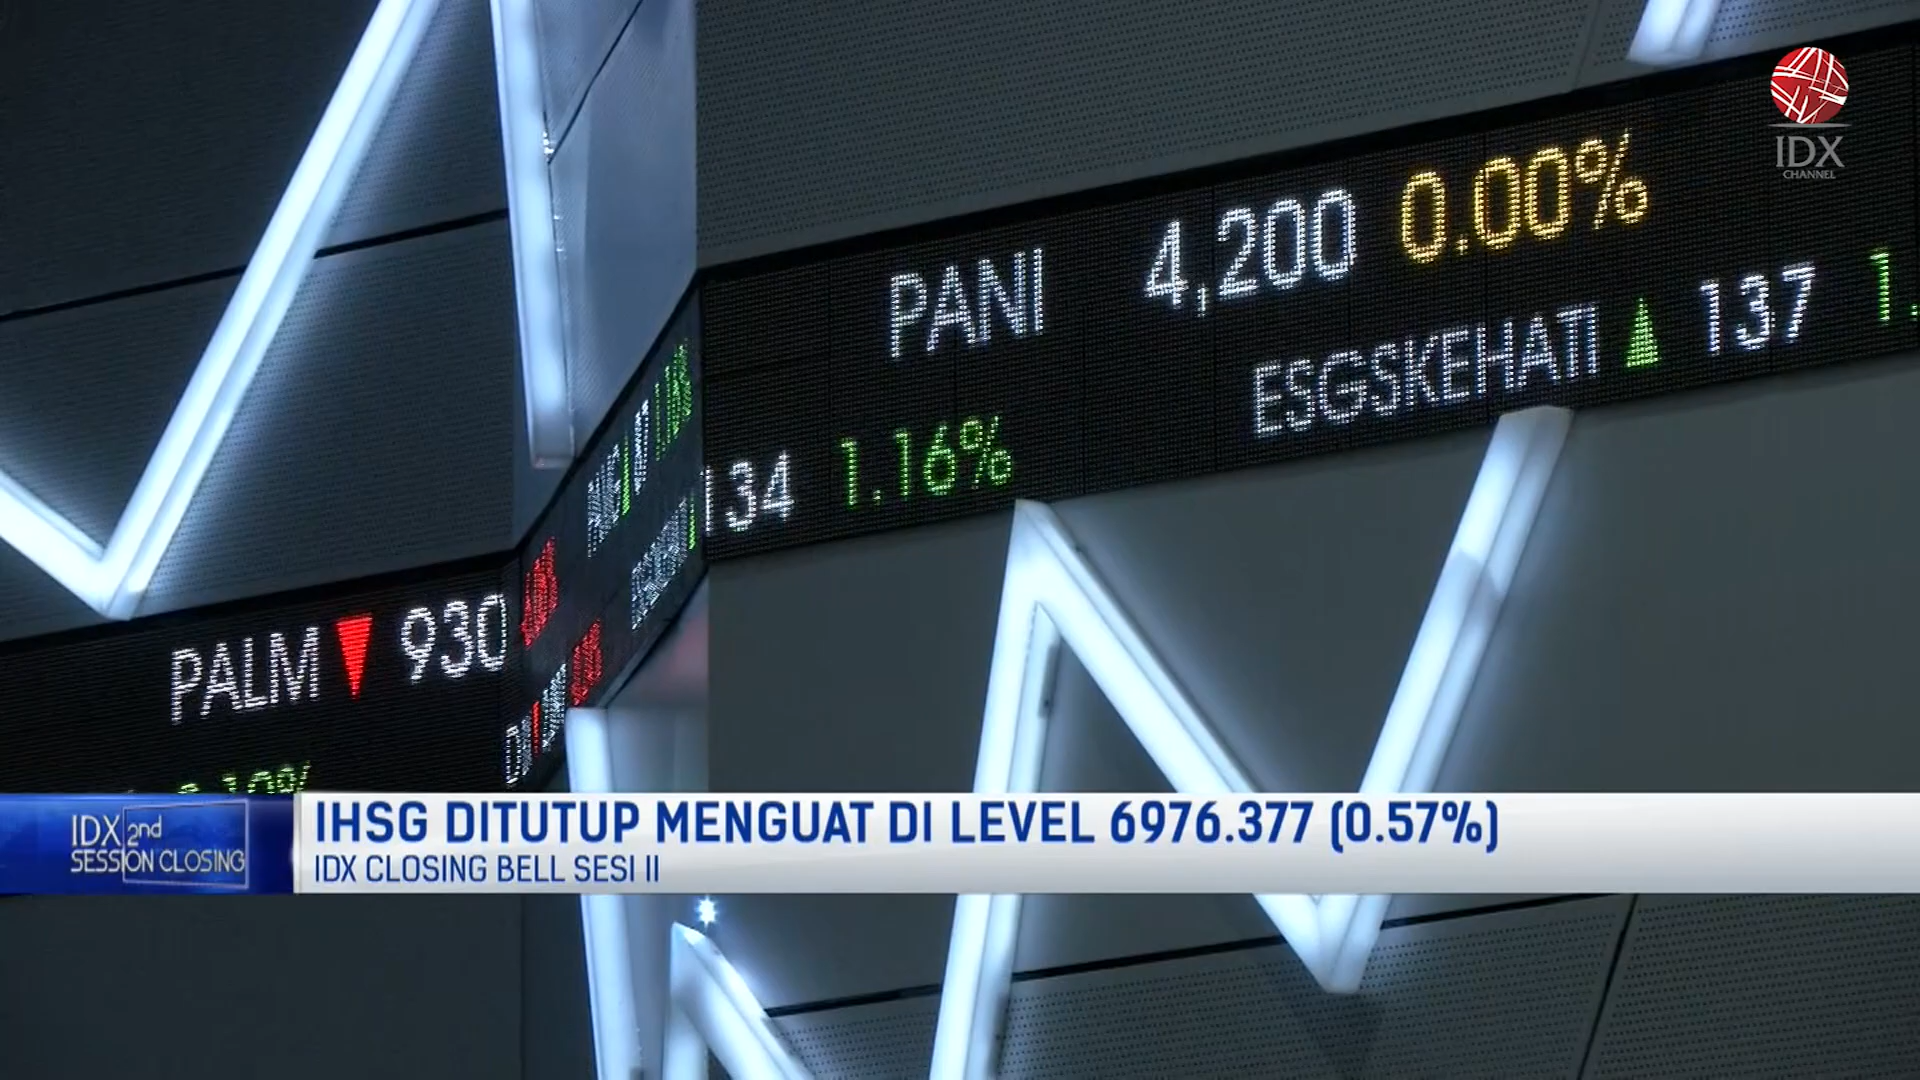 IDX
CHANNEL
PANI 4,200 0.00%
ESGSKEHATI ▲ 137 1.
134 1.16%
PALM ▼ 930
IDX 2nd
SESSION CLOSING
IHSG DITUTUP MENGUAT DI LEVEL 6976.377 (0.57%)
IDX CLOSING BELL SESI II